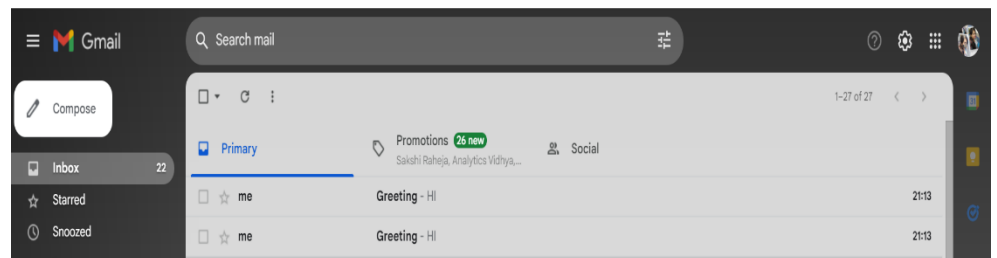 Gmail
Search mail
Compose
1–27 of 27
Primary
Promotions 26 new
Sakshi Raheja, Analytics Vidhya,...
Social
Inbox 22
me Greeting - HI 21:13
Starred
me Greeting - HI 21:13
Snoozed